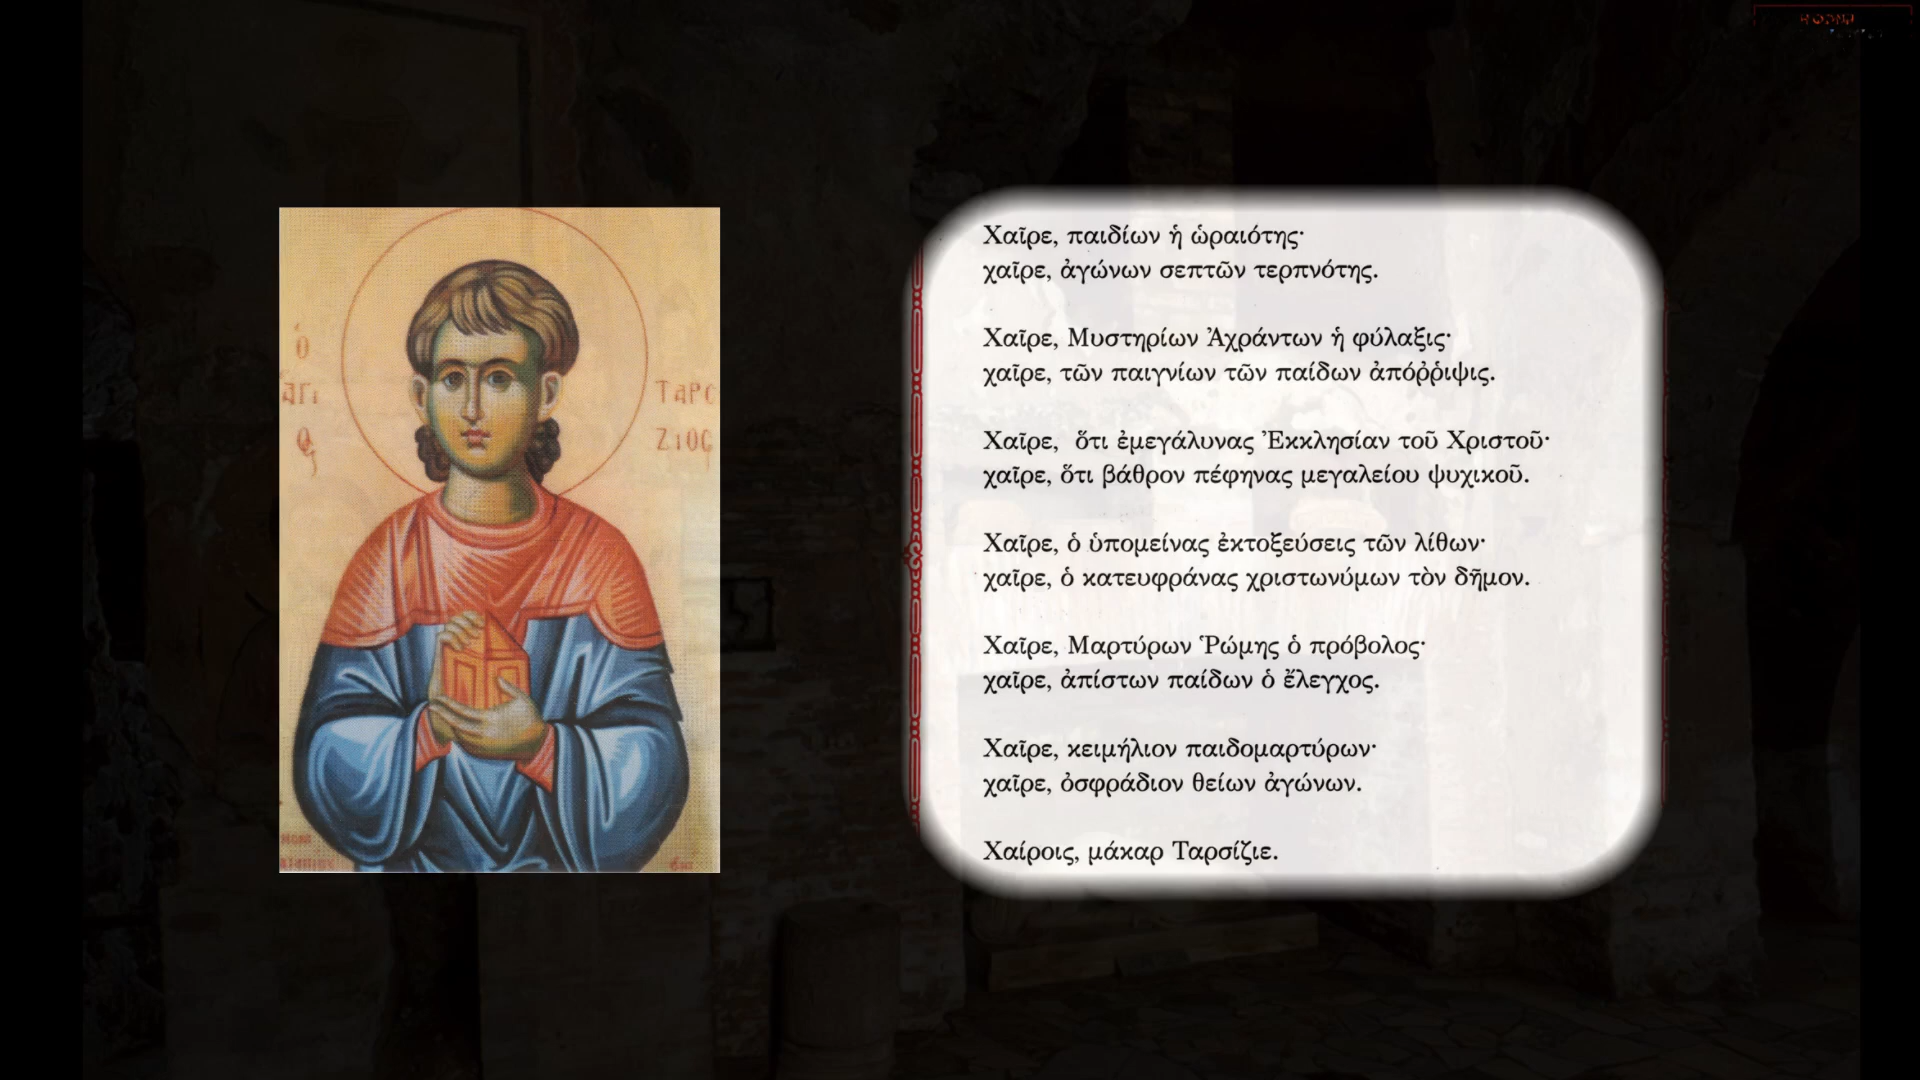 ὁ
ἅγι
ο
ς
ΤΑΡC
ΖΙΟC
Χαῖρε, παιδίων ἡ ὡραιότης·
χαῖρε, ἀγώνων σεπτῶν τερπνότης.
Χαῖρε, Μυστηρίων Ἀχράντων ἡ φύλαξις·
χαῖρε, τῶν παιγνίων τῶν παίδων ἀπόῤῥιψις.
Χαῖρε, ὅτι ἐμεγάλυνας Ἐκκλησίαν τοῦ Χριστοῦ·
χαῖρε, ὅτι βάθρον πέφηνας μεγαλείου ψυχικοῦ.
Χαῖρε, ὁ ὑπομείνας ἐκτοξεύσεις τῶν λίθων·
χαῖρε, ὁ κατευφράνας χριστωνύμων τὸν δῆμον.
Χαῖρε, Μαρτύρων Ῥώμης ὁ πρόβολος·
χαῖρε, ἀπίστων παίδων ὁ ἔλεγχος.
Χαῖρε, κειμήλιον παιδομαρτύρων·
χαῖρε, ὀσφράδιον θείων ἀγώνων.
Χαίροις, μάκαρ Ταρσίζιε.